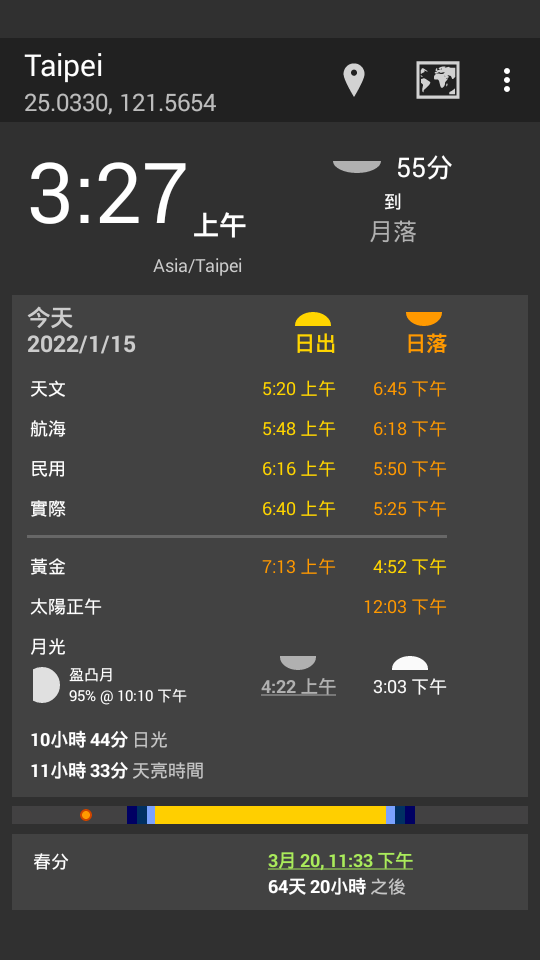 Taipei
25.0330, 121.5654
3:27 上午
55分
到
月落
Asia/Taipei
今天
2022/1/15
日出 日落
天文 5:20 上午 6:45 下午
航海 5:48 上午 6:18 下午
民用 6:16 上午 5:50 下午
實際 6:40 上午 5:25 下午
黃金 7:13 上午 4:52 下午
太陽正午 12:03 下午
月光
盈凸月
95% @ 10:10 下午
4:22 上午 3:03 下午
10小時 44分 日光
11小時 33分 天亮時間
春分 3月 20, 11:33 下午
64天 20小時 之後